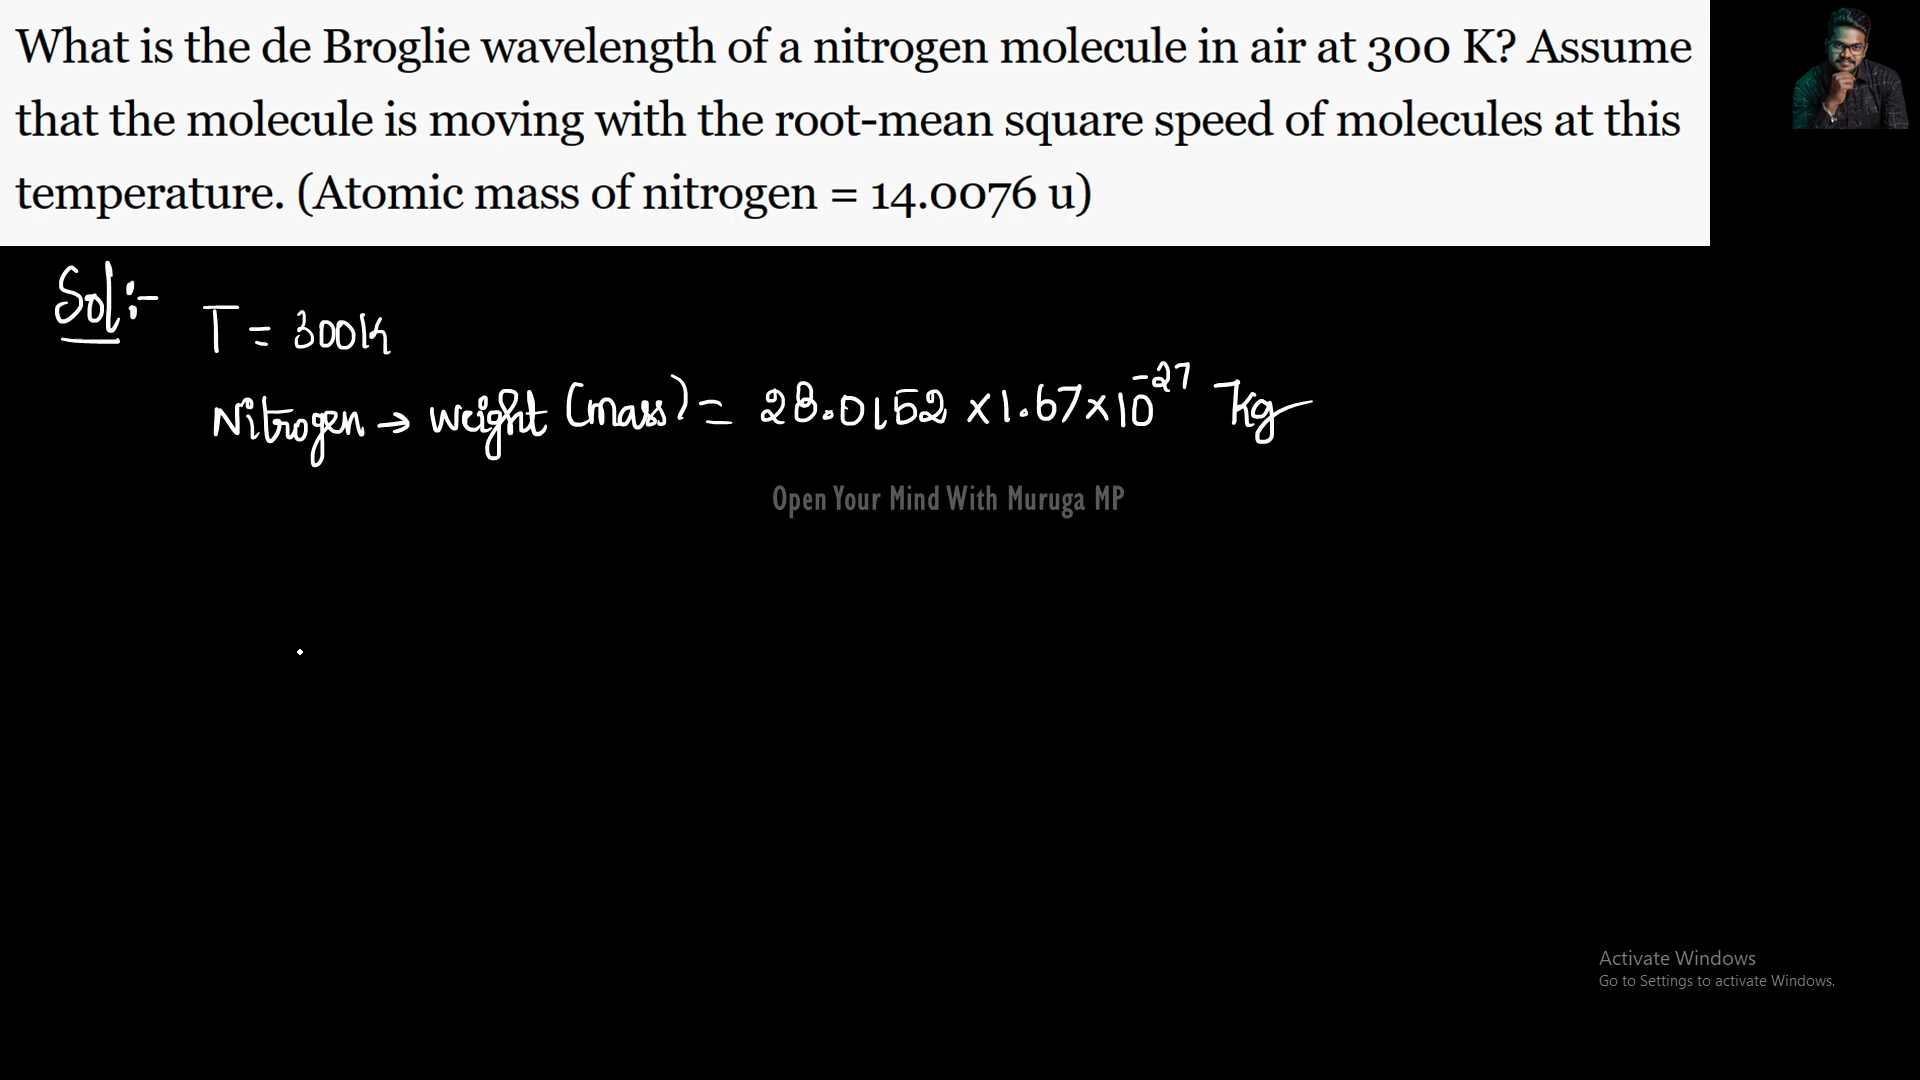 What is the de Broglie wavelength of a nitrogen molecule in air at 300 K? Assume
that the molecule is moving with the root-mean square speed of molecules at this
temperature. (Atomic mass of nitrogen = 14.0076 u)
Sol:-
T = 300K
Nitrogen → weight (mass) = 28.0152 × 1.67 × 10⁻²⁷ kg
Open Your Mind With Muruga MP
Activate Windows
Go to Settings to activate Windows.